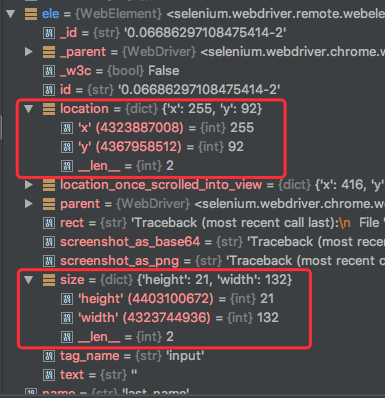 ele = {WebElement} <selenium.webdriver.remote.webele
_id = {str} '0.06686297108475414-2'
_parent = {WebDriver} <selenium.webdriver.chrome.w
_w3c = {bool} False
id = {str} '0.06686297108475414-2'
location = {dict} {'x': 255, 'y': 92}
'x' (4323887008) = {int} 255
'y' (4367958512) = {int} 92
__len__ = {int} 2
location_once_scrolled_into_view = {dict} {'x': 416, 'y'
parent = {WebDriver} <selenium.webdriver.chrome.we
rect = {str} 'Traceback (most recent call last):\n File "
screenshot_as_base64 = {str} 'Traceback (most rec
screenshot_as_png = {str} 'Traceback (most recent
size = {dict} {'height': 21, 'width': 132}
'height' (4403100672) = {int} 21
'width' (4323744936) = {int} 132
__len__ = {int} 2
tag_name = {str} 'input'
text = {str} ''
name = {str} 'last_name'